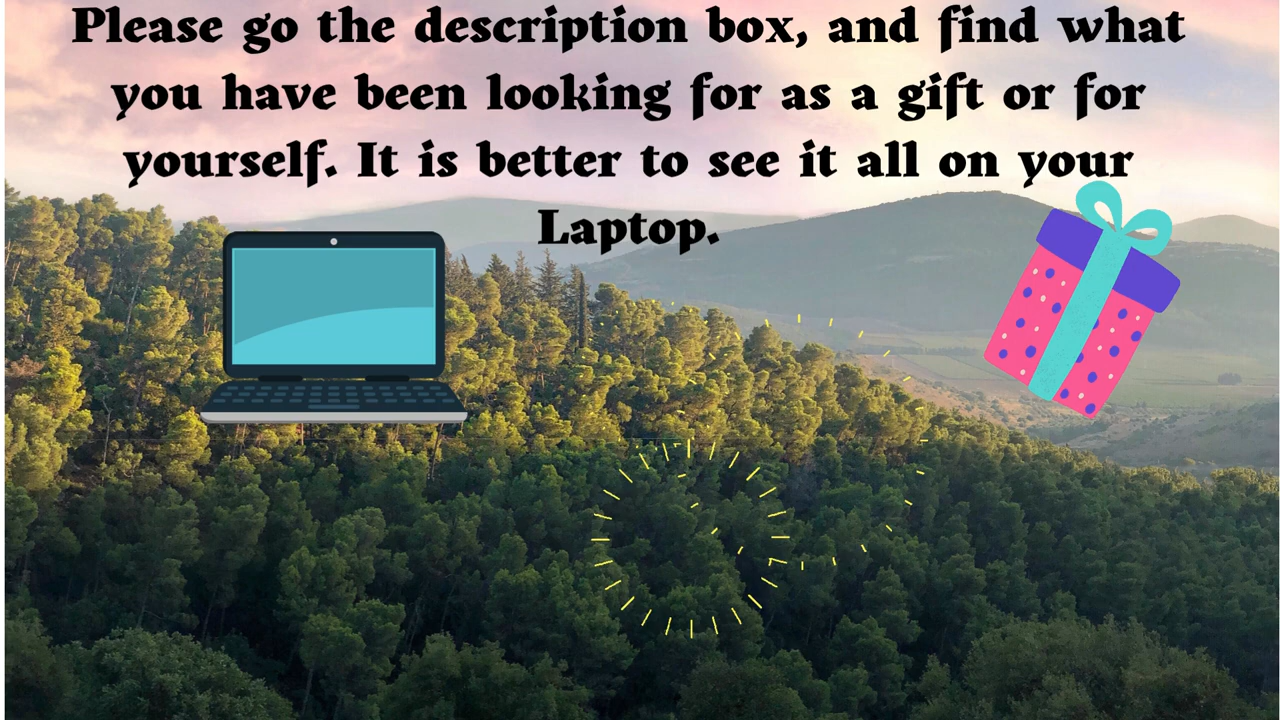 Please go the description box, and find what
you have been looking for as a gift or for
yourself. It is better to see it all on your
Laptop.